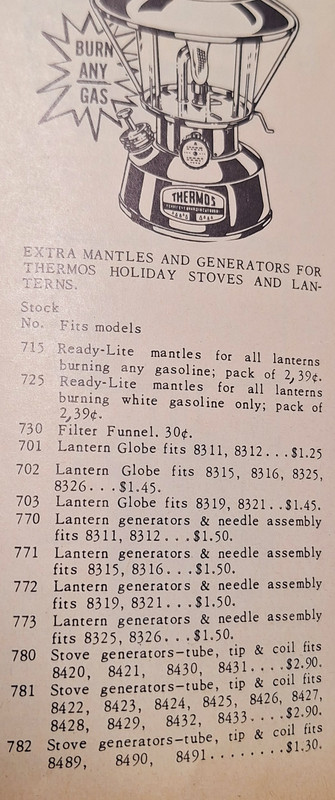 BURN
ANY
GAS
THERMOS
EXTRA MANTLES AND GENERATORS FOR
THERMOS HOLIDAY STOVES AND LAN-
TERNS.
Stock
No. Fits models
715 Ready-Lite mantles for all lanterns
burning any gasoline; pack of 2,39¢.
725 Ready-Lite mantles for all lanterns
burning white gasoline only; pack of
2,39¢.
730 Filter Funnel. 30¢.
701 Lantern Globe fits 8311, 8312...$1.25
702 Lantern Globe fits 8315, 8316, 8325,
8326...$1.45.
703 Lantern Globe fits 8319, 8321..$1.45.
770 Lantern generators & needle assembly
fits 8311, 8312...$1.50.
771 Lantern generators & needle assembly
fits 8315, 8316...$1.50.
772 Lantern generators & needle assembly
fits 8319, 8321...$1.50.
773 Lantern generators & needle assembly
fits 8325, 8326...$1.50.
780 Stove generators-tube, tip & coil fits
8420, 8421, 8430, 8431....$2.90.
781 Stove generators-tube, tip & coil fits
8422, 8423, 8424, 8425, 8426, 8427,
8428, 8429, 8432, 8433....$2.90.
782 Stove generators-tube, tip & coil fits
8489, 8490, 8491........$1.30.